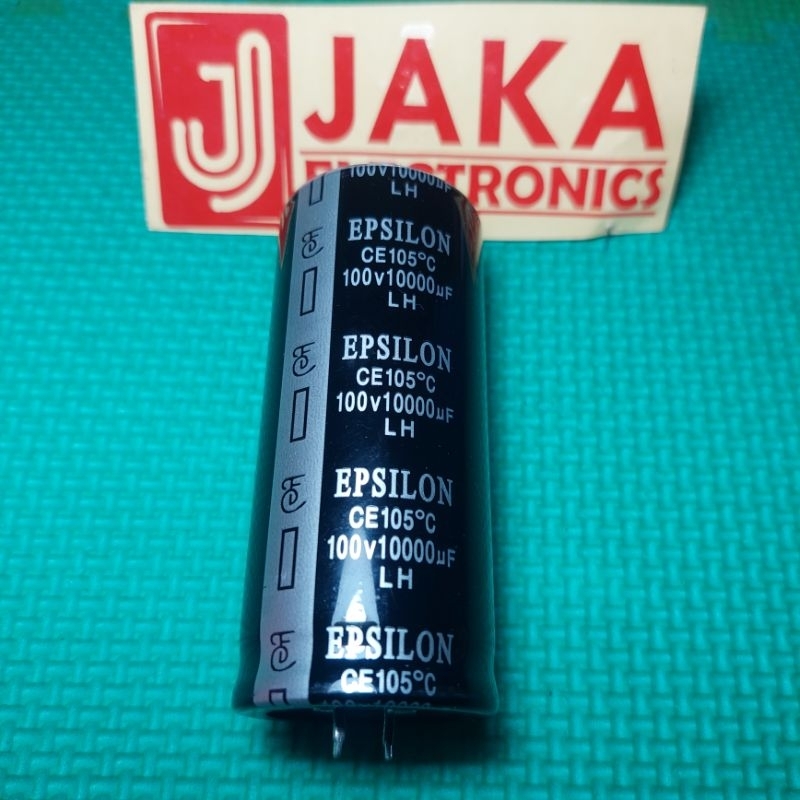 JAKA
ELECTRONICS
100V10000µF
LH
EPSILON
CE105°C
100V10000µF
LH
EPSILON
CE105°C
100V10000µF
LH
EPSILON
CE105°C
100V10000µF
LH
EPSILON
CE105°C